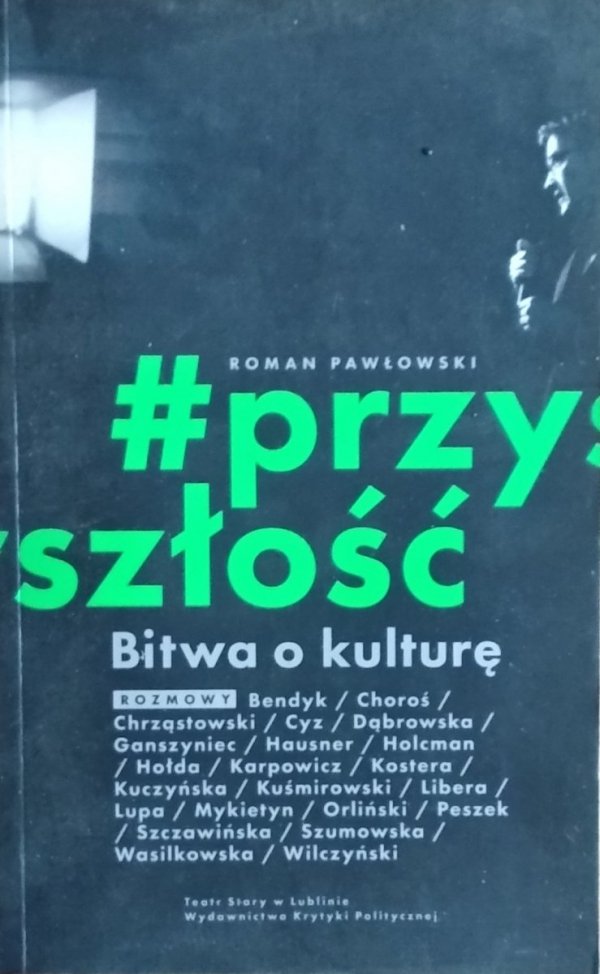 ROMAN PAWŁOWSKI
#przys
yszłość
Bitwa o kulturę
ROZMOWY Bendyk / Choroś /
Chrząstowski / Cyz / Dąbrowska /
Ganszyniec / Hausner / Holcman
/ Hołda / Karpowicz / Kostera /
Kuczyńska / Kuśmirowski / Libera /
Lupa / Mykietyn / Orliński / Peszek
/ Szczawińska / Szumowska /
Wasilkowska / Wilczyński
Teatr Stary w Lublinie
Wydawnictwo Krytyki Politycznej